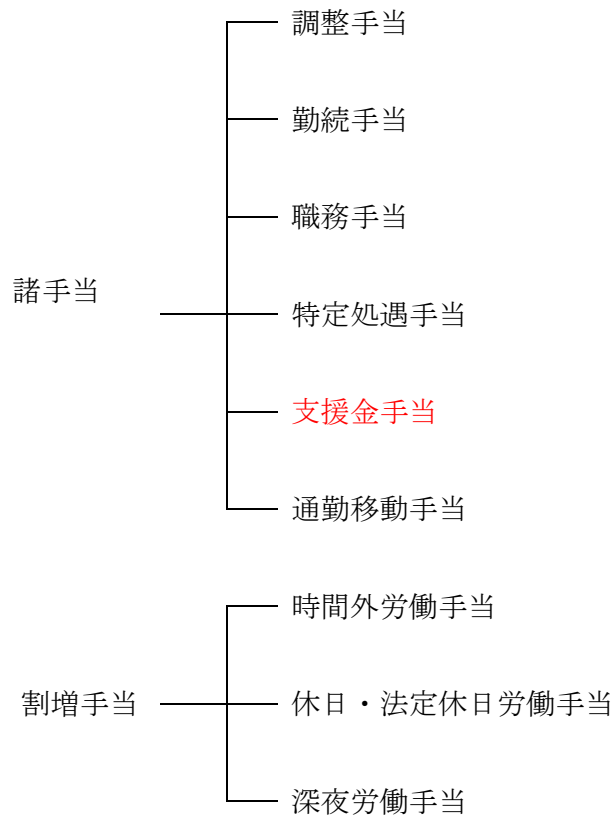 諸手当
調整手当
勤続手当
職務手当
特定処遇手当
支援金手当
通勤移動手当
割増手当
時間外労働手当
休日・法定休日労働手当
深夜労働手当